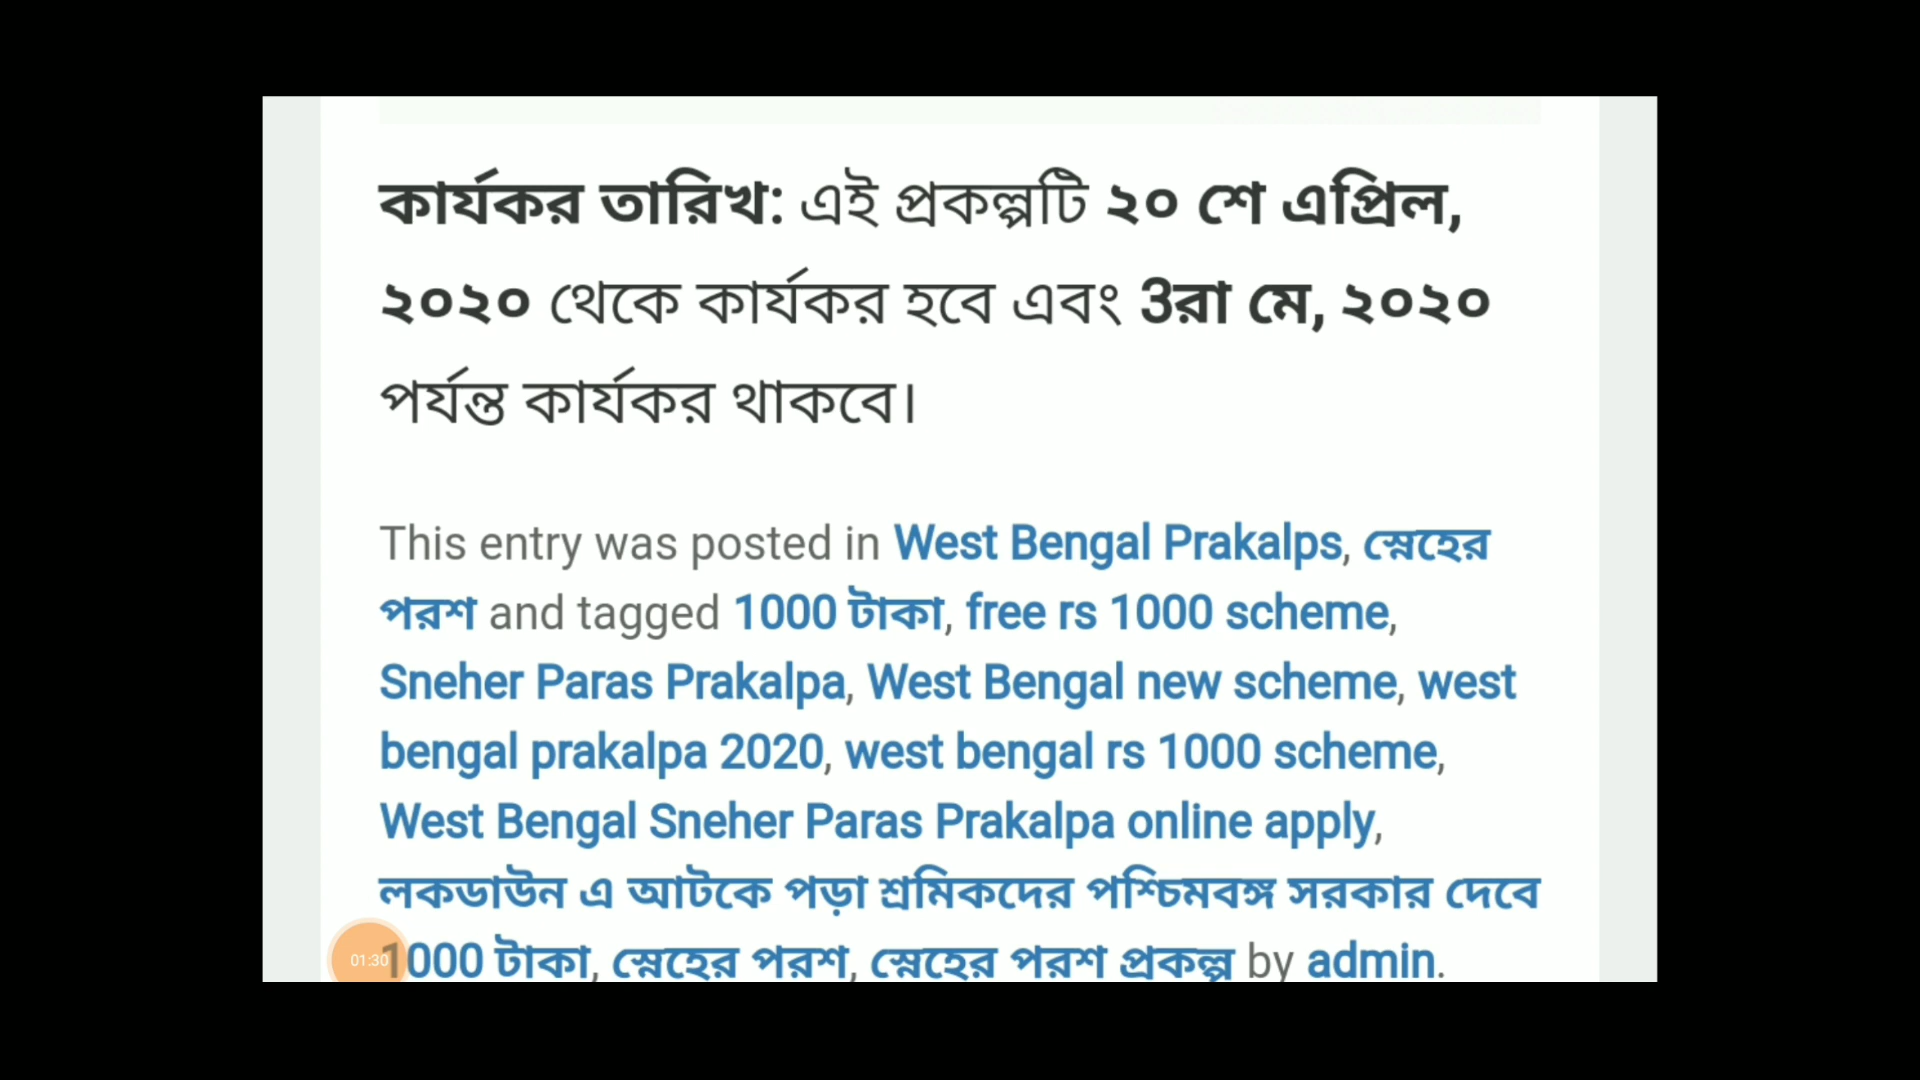 কার্যকর তারিখ: এই প্রকল্পটি ২০ শে এপ্রিল,
২০২০ থেকে কার্যকর হবে এবং 3রা মে, ২০২০
পর্যন্ত কার্যকর থাকবে।
This entry was posted in West Bengal Prakalps, স্নেহের
পরশ and tagged 1000 টাকা, free rs 1000 scheme,
Sneher Paras Prakalpa, West Bengal new scheme, west
bengal prakalpa 2020, west bengal rs 1000 scheme,
West Bengal Sneher Paras Prakalpa online apply,
লকডাউন এ আটকে পড়া শ্রমিকদের পশ্চিমবঙ্গ সরকার দেবে
1000 টাকা, স্নেহের পরশ, স্নেহের পরশ প্রকল্প by admin.
01:30